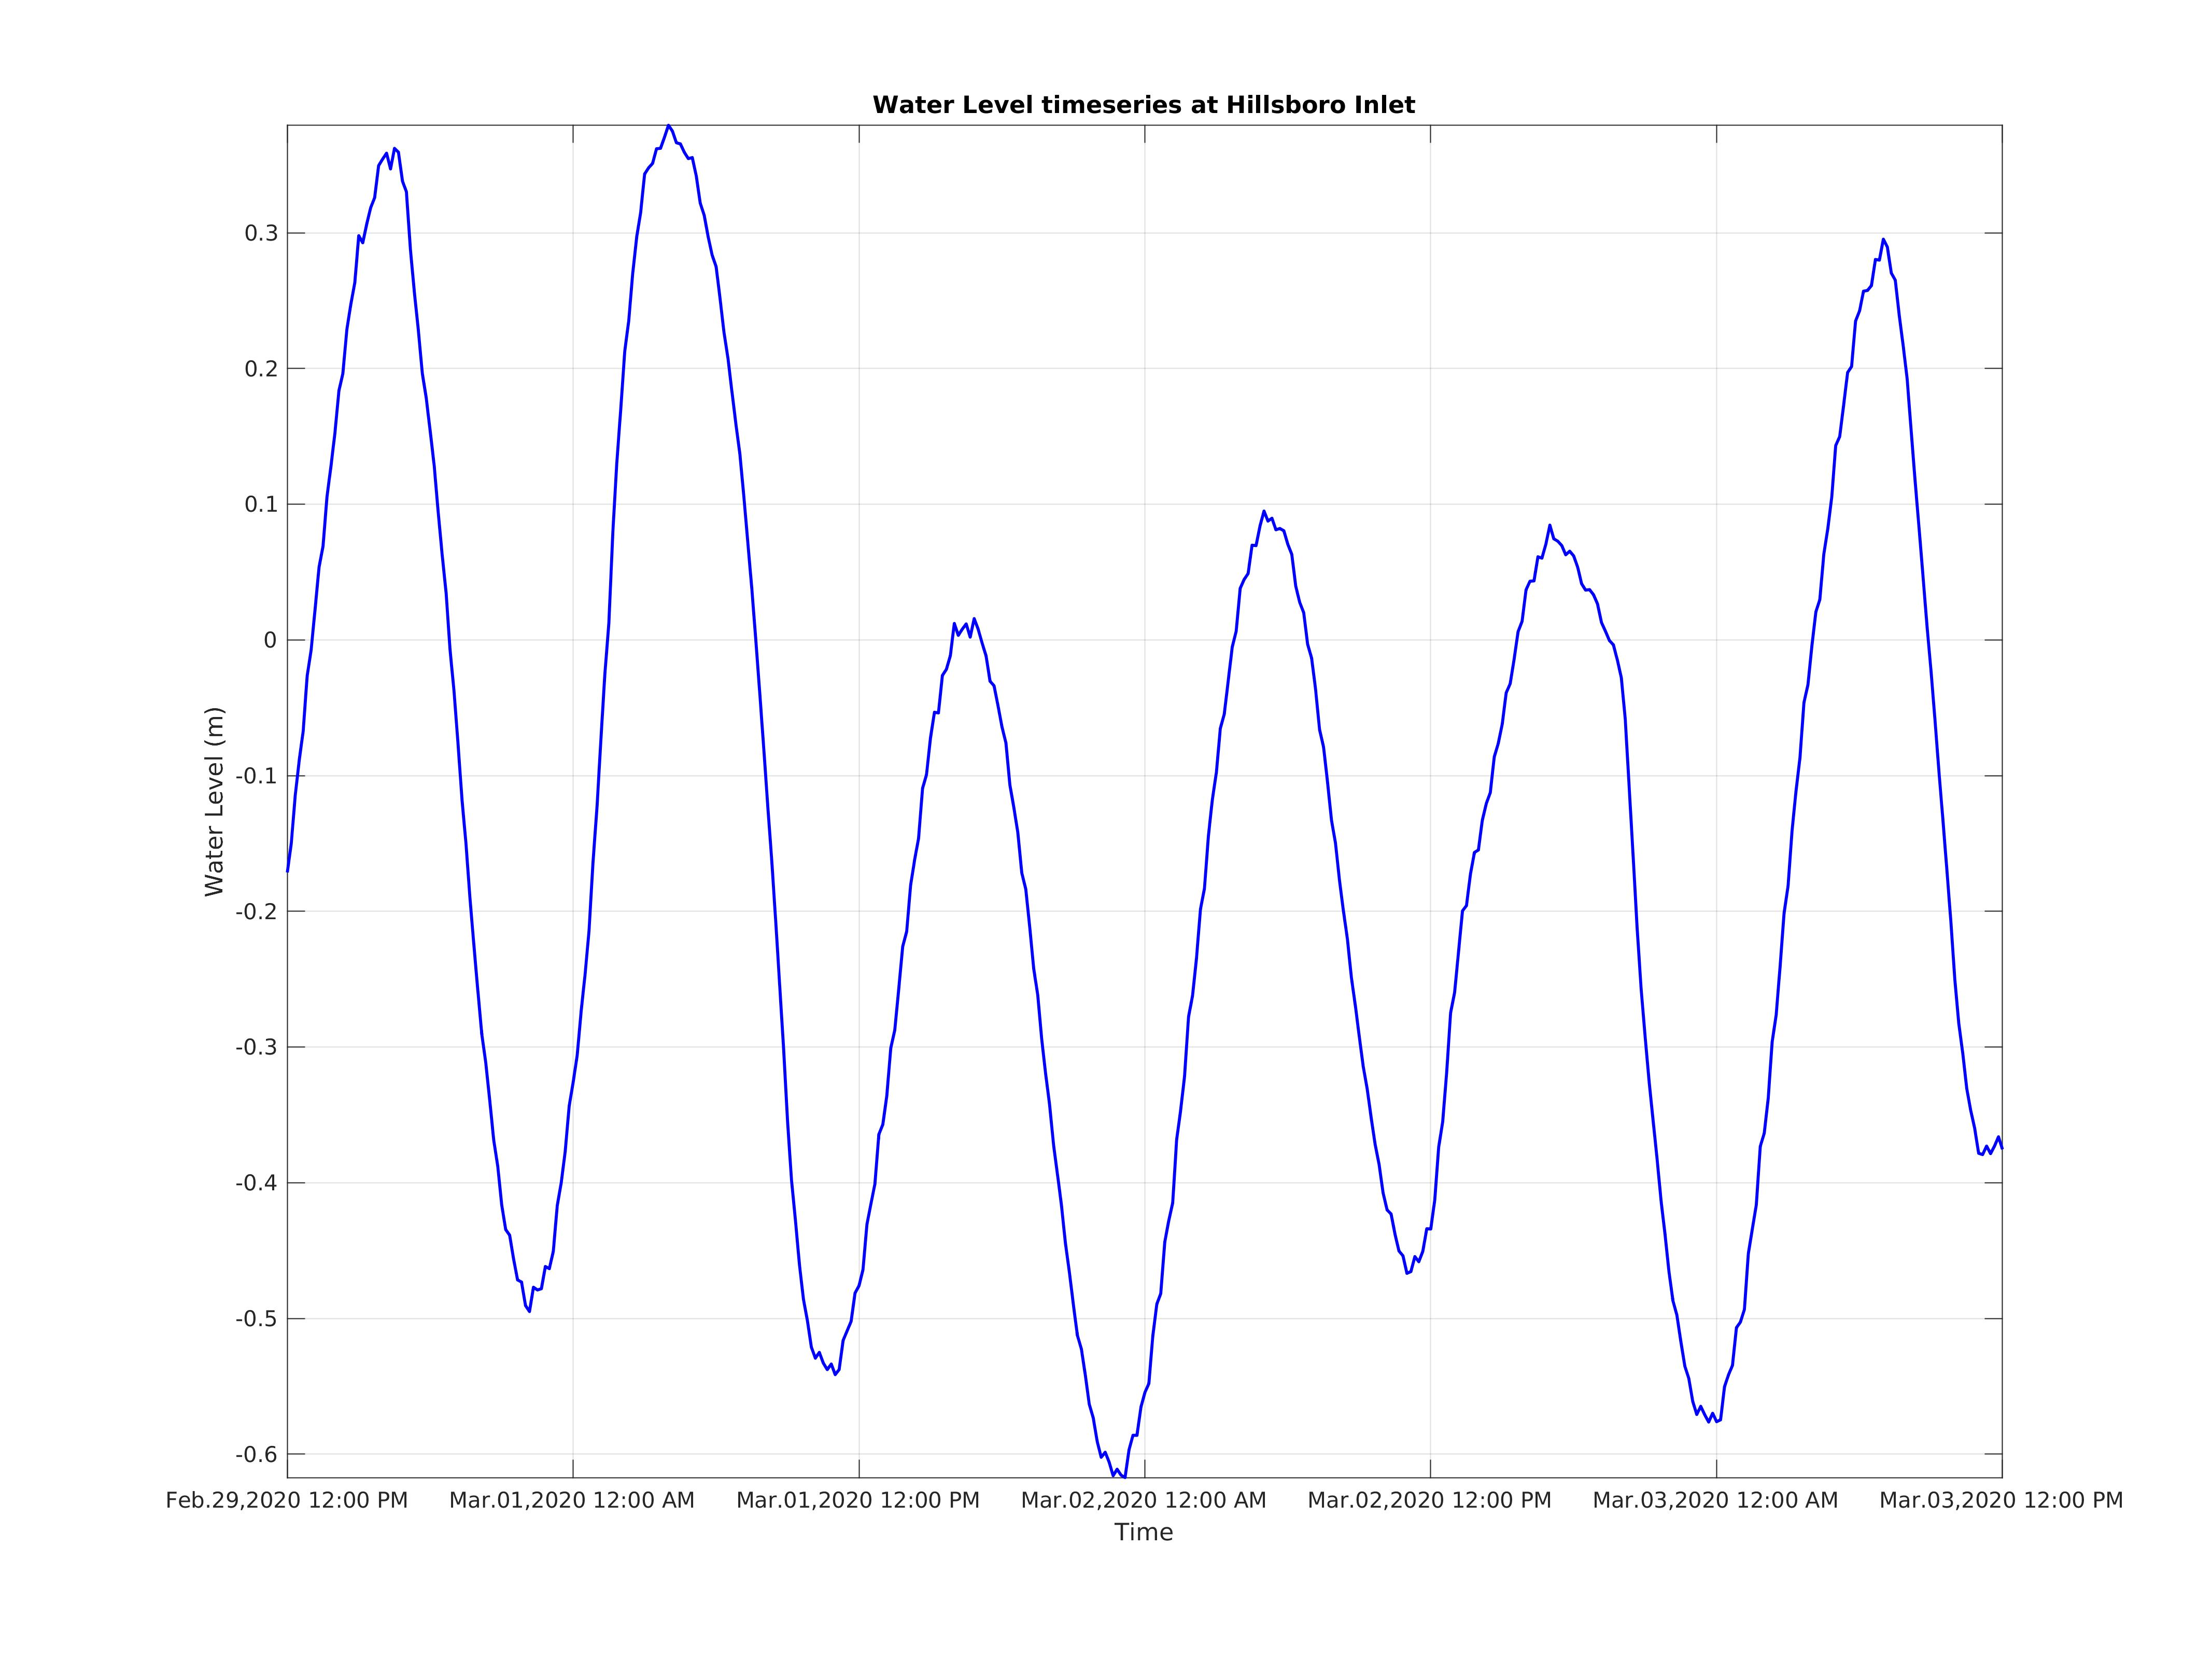 Water Level timeseries at Hillsboro Inlet
0.3
0.2
0.1
0
-0.1
-0.2
-0.3
-0.4
-0.5
-0.6
Water Level (m)
Feb.29,2020 12:00 PM Mar.01,2020 12:00 AM Mar.01,2020 12:00 PM Mar.02,2020 12:00 AM Mar.02,2020 12:00 PM Mar.03,2020 12:00 AM Mar.03,2020 12:00 PM
Time